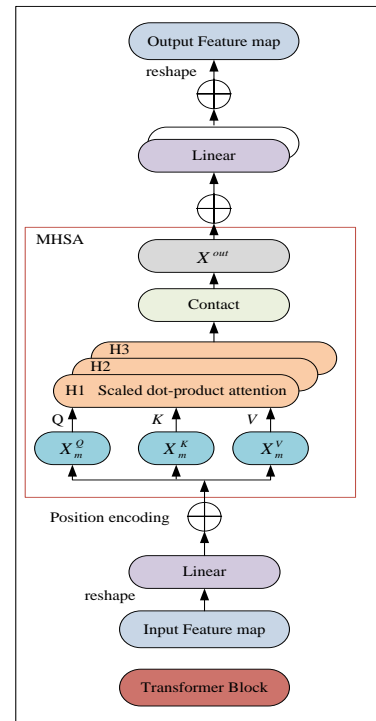 Output Feature map
reshape
Linear
MHSA
X^out
Contact
H3
H2
H1 Scaled dot-product attention
Q K V
X_m^Q X_m^K X_m^V
Position encoding
Linear
reshape
Input Feature map
Transformer Block